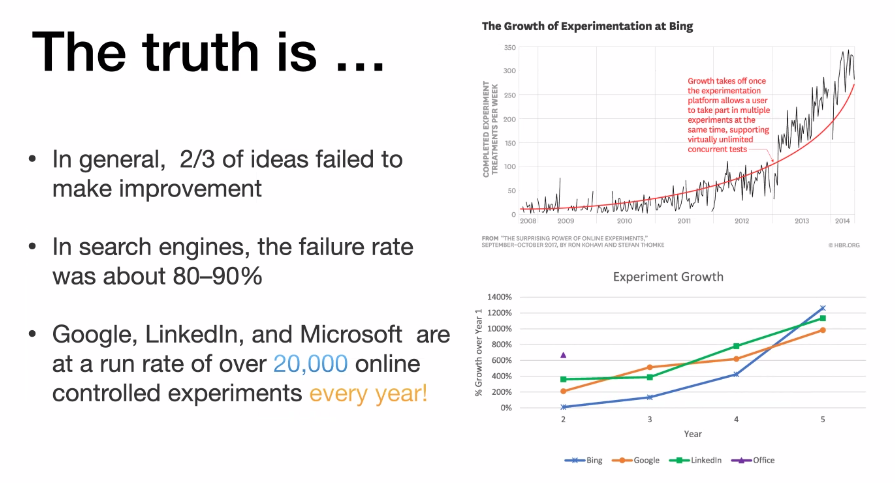 The truth is …
• In general,  2/3 of ideas failed to
make improvement
• In search engines, the failure rate
was about 80–90%
• Google, LinkedIn, and Microsoft  are
at a run rate of over 20,000 online
controlled experiments every year!
The Growth of Experimentation at Bing
COMPLETED EXPERIMENT
TREATMENTS PER WEEK
350
300
250
200
150
100
50
0
Growth takes off once
the experimentation
platform allows a user
to take part in multiple
experiments at the
same time, supporting
virtually unlimited
concurrent tests
2008 2009 2010 2011 2012 2013 2014
FROM "THE SURPRISING POWER OF ONLINE EXPERIMENTS,"
SEPTEMBER–OCTOBER 2017, BY RON KOHAVI AND STEFAN THOMKE
© HBR.ORG
Experiment Growth
% Growth over Year 1
1400%
1200%
1000%
800%
600%
400%
200%
0%
2 3 4 5
Year
Bing Google LinkedIn Office